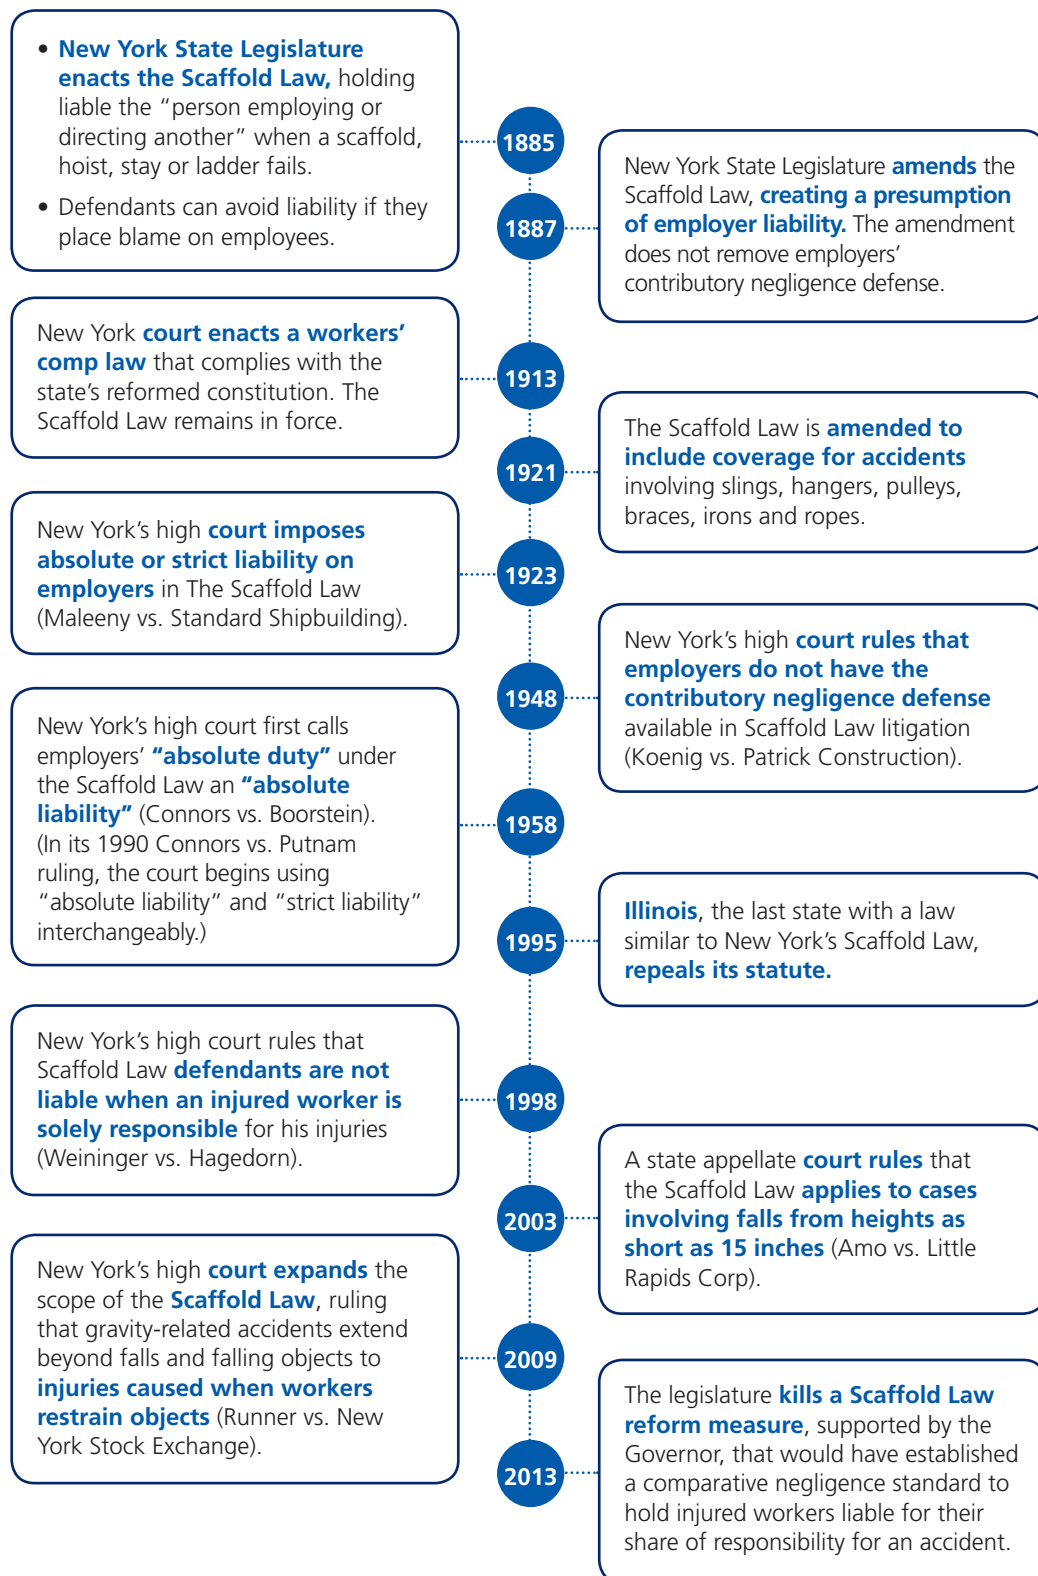 • New York State Legislature
enacts the Scaffold Law, holding
liable the “person employing or
directing another” when a scaffold,
hoist, stay or ladder fails.
• Defendants can avoid liability if they
place blame on employees.
1885
1887
New York State Legislature amends the
Scaffold Law, creating a presumption
of employer liability. The amendment
does not remove employers’
contributory negligence defense.
New York court enacts a workers’
comp law that complies with the
state’s reformed constitution. The
Scaffold Law remains in force.
1913
1921
The Scaffold Law is amended to
include coverage for accidents
involving slings, hangers, pulleys,
braces, irons and ropes.
New York’s high court imposes
absolute or strict liability on
employers in The Scaffold Law
(Maleeny vs. Standard Shipbuilding).
1923
1948
New York’s high court rules that
employers do not have the
contributory negligence defense
available in Scaffold Law litigation
(Koenig vs. Patrick Construction).
New York’s high court first calls
employers’ “absolute duty” under
the Scaffold Law an “absolute
liability” (Connors vs. Boorstein).
(In its 1990 Connors vs. Putnam
ruling, the court begins using
“absolute liability” and “strict liability”
interchangeably.)
1958
1995
Illinois, the last state with a law
similar to New York’s Scaffold Law,
repeals its statute.
New York’s high court rules that
Scaffold Law defendants are not
liable when an injured worker is
solely responsible for his injuries
(Weininger vs. Hagedorn).
1998
2003
A state appellate court rules that
the Scaffold Law applies to cases
involving falls from heights as
short as 15 inches (Amo vs. Little
Rapids Corp).
New York’s high court expands the
scope of the Scaffold Law, ruling
that gravity-related accidents extend
beyond falls and falling objects to
injuries caused when workers
restrain objects (Runner vs. New
York Stock Exchange).
2009
2013
The legislature kills a Scaffold Law
reform measure, supported by the
Governor, that would have established
a comparative negligence standard to
hold injured workers liable for their
share of responsibility for an accident.